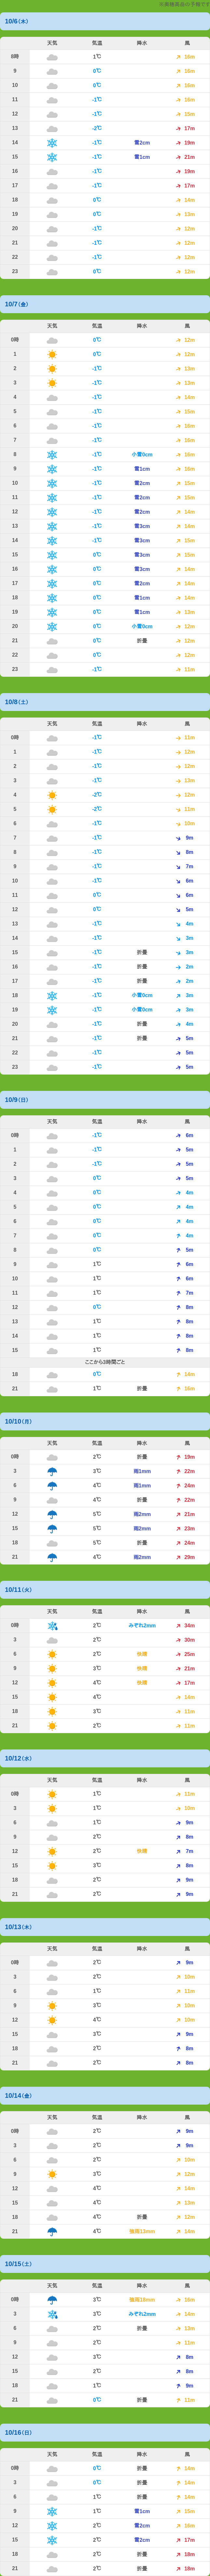 ※南極気温の予報です
10/6(木)
天気 気温 降水 風
8時 1℃ 16m
9 0℃ 16m
10 0℃ 16m
11 -1℃ 16m
12 -1℃ 15m
13 -2℃ 17m
14 -1℃ 雪2cm 19m
15 -1℃ 雪1cm 21m
16 -1℃ 19m
17 -1℃ 17m
18 0℃ 14m
19 0℃ 13m
20 -1℃ 12m
21 -1℃ 12m
22 -1℃ 12m
23 0℃ 12m
10/7(金)
天気 気温 降水 風
0時 0℃ 12m
1 0℃ 12m
2 -1℃ 13m
3 -1℃ 13m
4 -1℃ 14m
5 -1℃ 15m
6 -1℃ 16m
7 -1℃ 16m
8 -1℃ 小雪0cm 16m
9 -1℃ 雪1cm 16m
10 -1℃ 雪2cm 15m
11 -1℃ 雪2cm 15m
12 -1℃ 雪2cm 14m
13 -1℃ 雪3cm 14m
14 -1℃ 雪3cm 15m
15 0℃ 雪3cm 15m
16 0℃ 雪3cm 14m
17 0℃ 雪2cm 14m
18 0℃ 雪1cm 14m
19 0℃ 雪1cm 13m
20 0℃ 小雪0cm 12m
21 0℃ 折曇 12m
22 0℃ 12m
23 -1℃ 11m
10/8(土)
天気 気温 降水 風
0時 -1℃ 11m
1 -1℃ 12m
2 -1℃ 12m
3 -1℃ 13m
4 -2℃ 12m
5 -2℃ 11m
6 -1℃ 10m
7 -1℃ 9m
8 -1℃ 8m
9 -1℃ 7m
10 -1℃ 6m
11 0℃ 6m
12 0℃ 5m
13 -1℃ 4m
14 -1℃ 3m
15 -1℃ 折曇 3m
16 -1℃ 折曇 2m
17 -1℃ 折曇 2m
18 -1℃ 小雪0cm 3m
19 -1℃ 小雪0cm 3m
20 -1℃ 折曇 4m
21 -1℃ 折曇 5m
22 -1℃ 5m
23 -1℃ 5m
10/9(日)
天気 気温 降水 風
0時 -1℃ 6m
1 -1℃ 5m
2 -1℃ 5m
3 0℃ 5m
4 0℃ 4m
5 0℃ 4m
6 0℃ 4m
7 0℃ 4m
8 0℃ 5m
9 1℃ 6m
10 1℃ 6m
11 1℃ 7m
12 0℃ 8m
13 1℃ 8m
14 1℃ 8m
15 1℃ 8m
ここから3時間ごと
18 0℃ 14m
21 1℃ 折曇 16m
10/10(月)
天気 気温 降水 風
0時 2℃ 折曇 19m
3 3℃ 雨1mm 22m
6 4℃ 雨1mm 24m
9 4℃ 折曇 22m
12 5℃ 雨2mm 21m
15 5℃ 雨2mm 23m
18 5℃ 折曇 24m
21 4℃ 雨2mm 29m
10/11(火)
天気 気温 降水 風
0時 2℃ みぞれ2mm 34m
3 2℃ 30m
6 2℃ 快晴 25m
9 3℃ 快晴 21m
12 4℃ 快晴 17m
15 4℃ 14m
18 3℃ 11m
21 2℃ 11m
10/12(水)
天気 気温 降水 風
0時 1℃ 11m
3 1℃ 10m
6 1℃ 9m
9 2℃ 8m
12 2℃ 快晴 7m
15 3℃ 8m
18 2℃ 9m
21 2℃ 9m
10/13(木)
天気 気温 降水 風
0時 2℃ 9m
3 2℃ 10m
6 1℃ 11m
9 3℃ 10m
12 4℃ 10m
15 3℃ 9m
18 2℃ 8m
21 2℃ 8m
10/14(金)
天気 気温 降水 風
0時 2℃ 9m
3 2℃ 9m
6 2℃ 10m
9 3℃ 12m
12 4℃ 14m
15 4℃ 13m
18 4℃ 折曇 12m
21 4℃ 強雨13mm 14m
10/15(土)
天気 気温 降水 風
0時 3℃ 強雨10mm 16m
3 3℃ みぞれ2mm 14m
6 2℃ 折曇 13m
9 2℃ 11m
12 3℃ 8m
15 2℃ 8m
18 1℃ 9m
21 0℃ 折曇 11m
10/16(日)
天気 気温 降水 風
0時 0℃ 折曇 14m
3 0℃ 折曇 14m
6 1℃ 折曇 14m
9 1℃ 雪1cm 15m
12 2℃ 雪2cm 16m
15 2℃ 雪2cm 17m
18 2℃ 折曇 18m
21 2℃ 折曇 18m